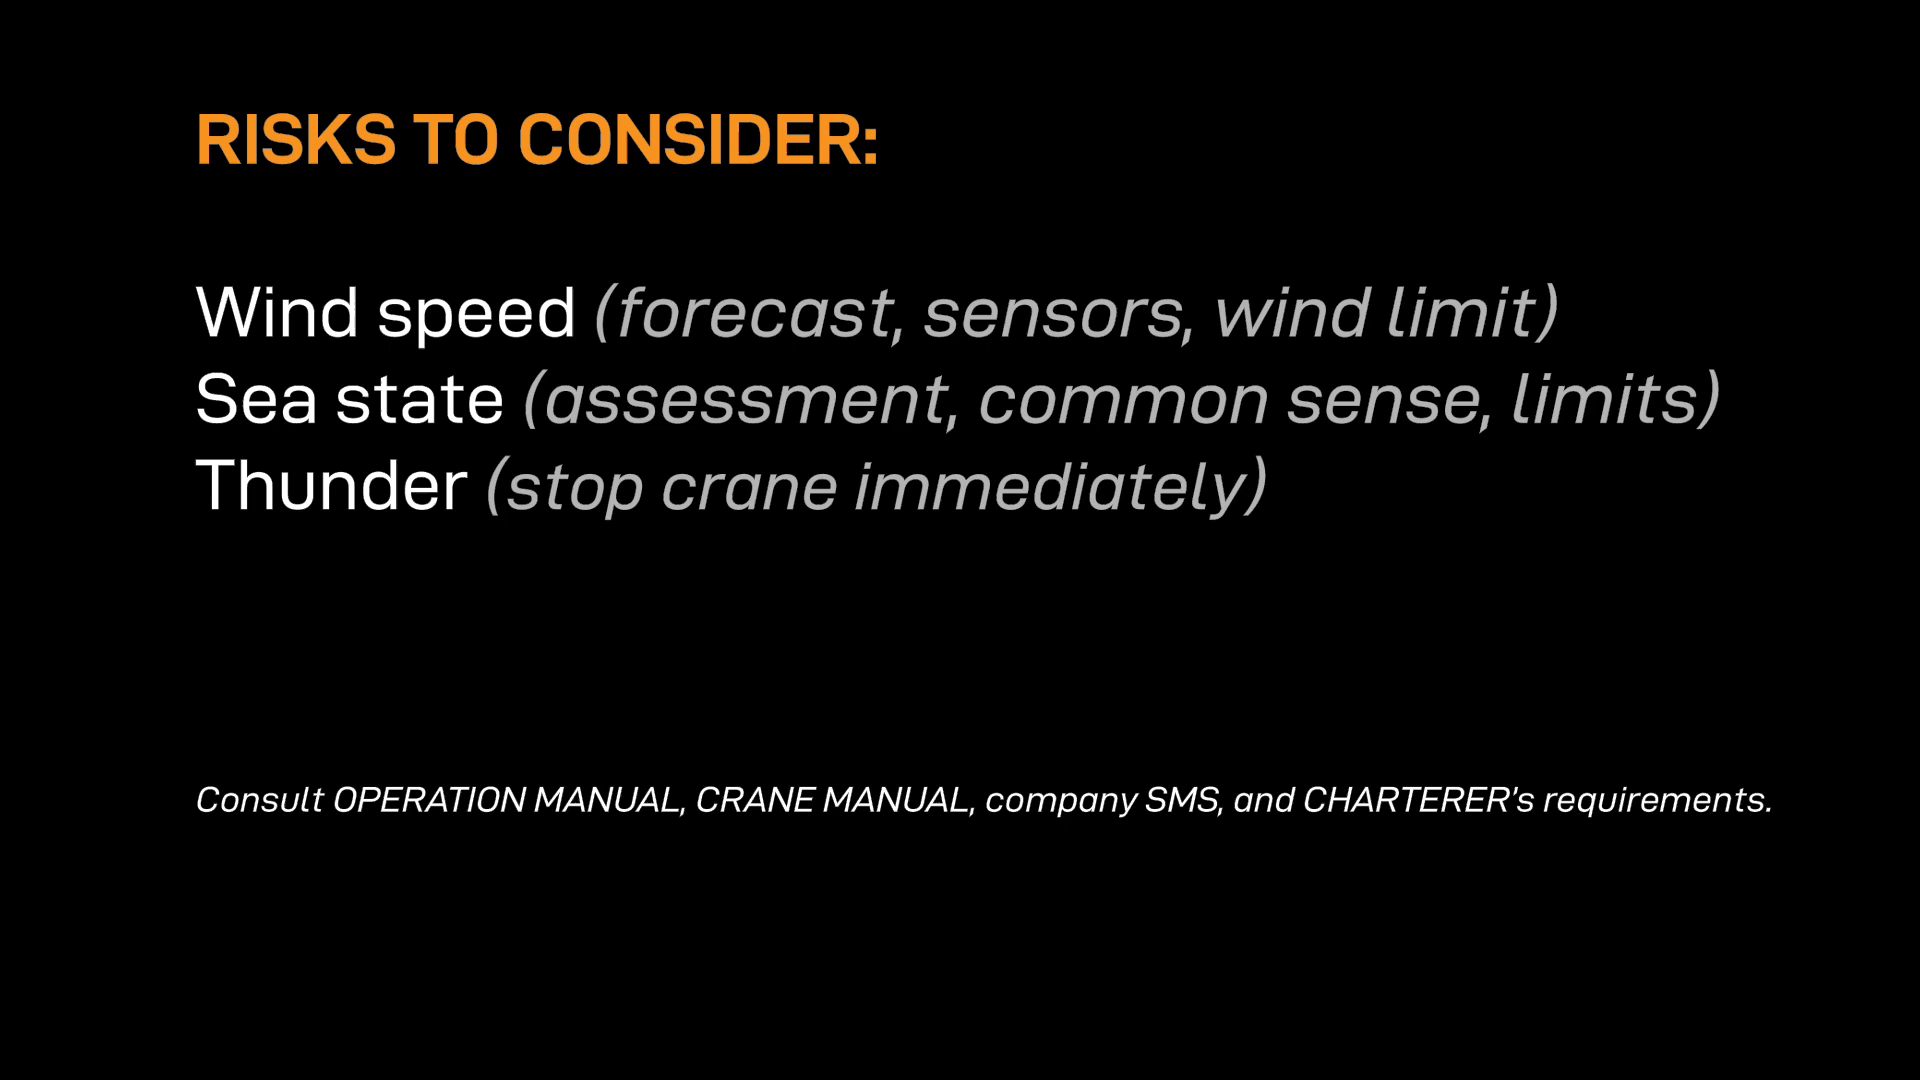 RISKS TO CONSIDER:
Wind speed (forecast, sensors, wind limit)
Sea state (assessment, common sense, limits)
Thunder (stop crane immediately)
Consult OPERATION MANUAL, CRANE MANUAL, company SMS, and CHARTERER's requirements.